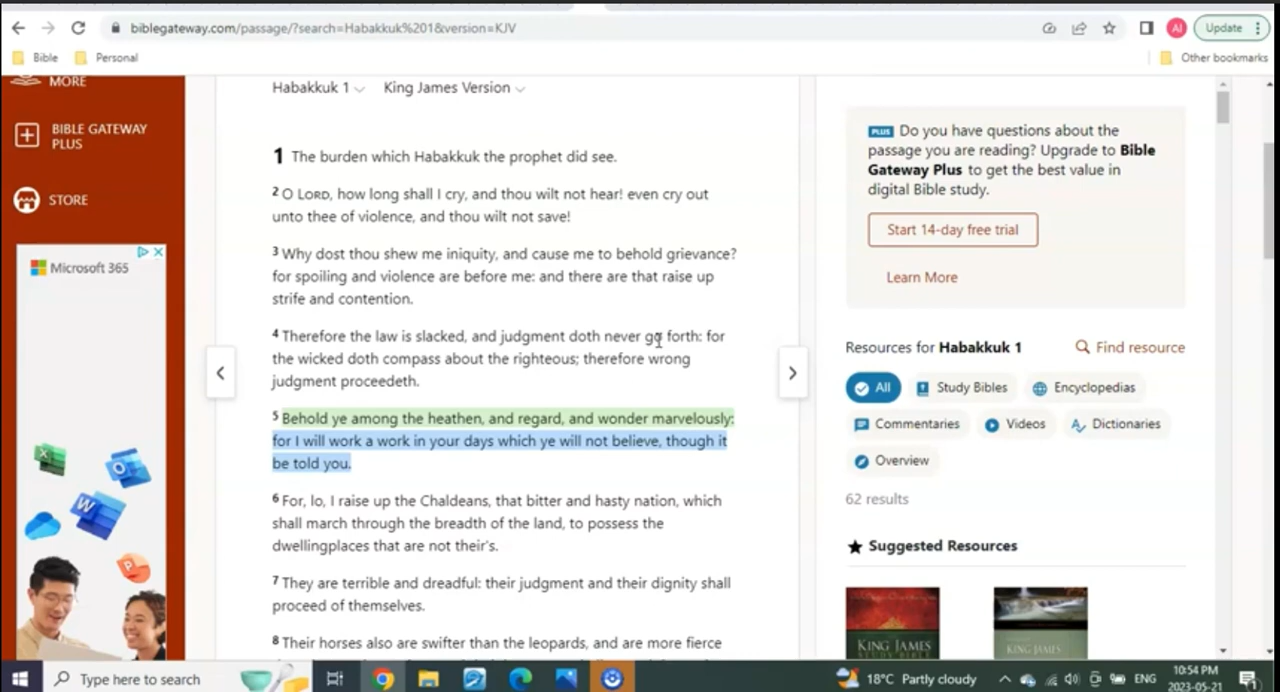 biblegateway.com/passage/?search=Habakkuk%201&version=KJV
AI
Update
Bible
Personal
Other bookmarks
MORE
BIBLE GATEWAY
PLUS
STORE
Microsoft 365
Habakkuk 1
King James Version
1 The burden which Habakkuk the prophet did see.
2 O LORD, how long shall I cry, and thou wilt not hear! even cry out
unto thee of violence, and thou wilt not save!
3 Why dost thou shew me iniquity, and cause me to behold grievance?
for spoiling and violence are before me: and there are that raise up
strife and contention.
4 Therefore the law is slacked, and judgment doth never go forth: for
the wicked doth compass about the righteous; therefore wrong
judgment proceedeth.
5 Behold ye among the heathen, and regard, and wonder marvelously:
for I will work a work in your days which ye will not believe, though it
be told you.
6 For, lo, I raise up the Chaldeans, that bitter and hasty nation, which
shall march through the breadth of the land, to possess the
dwellingplaces that are not their's.
7 They are terrible and dreadful: their judgment and their dignity shall
proceed of themselves.
8 Their horses also are swifter than the leopards, and are more fierce
PLUS Do you have questions about the
passage you are reading? Upgrade to Bible
Gateway Plus to get the best value in
digital Bible study.
Start 14-day free trial
Learn More
Resources for Habakkuk 1
Find resource
All
Study Bibles
Encyclopedias
Commentaries
Videos
Dictionaries
Overview
62 results
Suggested Resources
KING JAMES
KING JAMES
Type here to search
18°C Partly cloudy
ENG
10:54 PM
2023-05-21